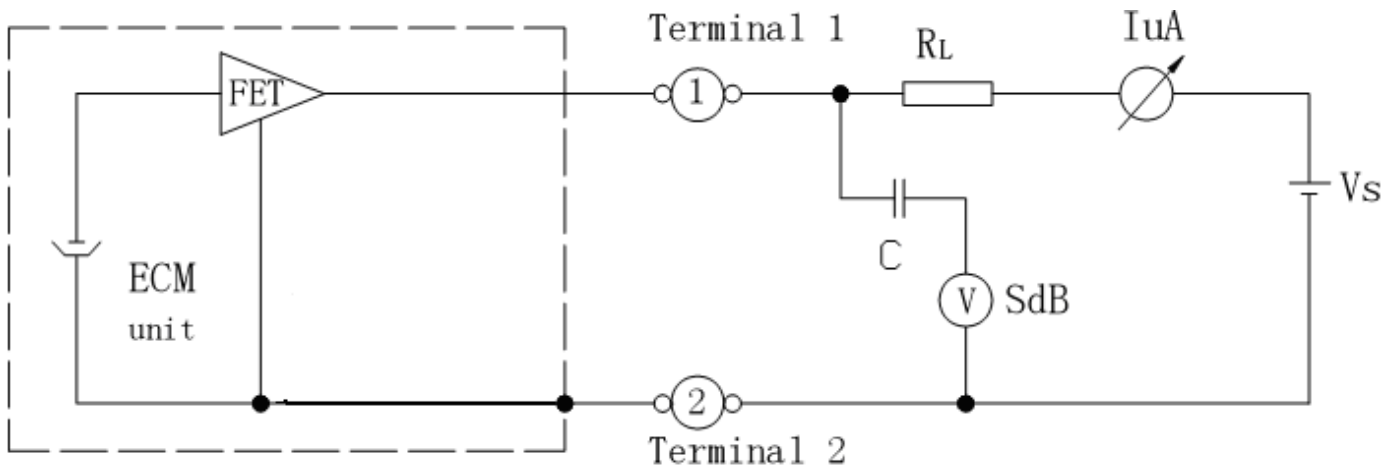 Terminal 1
RL
IuA
FET
1
Vs
C
ECM
unit
V
SdB
2
Terminal 2